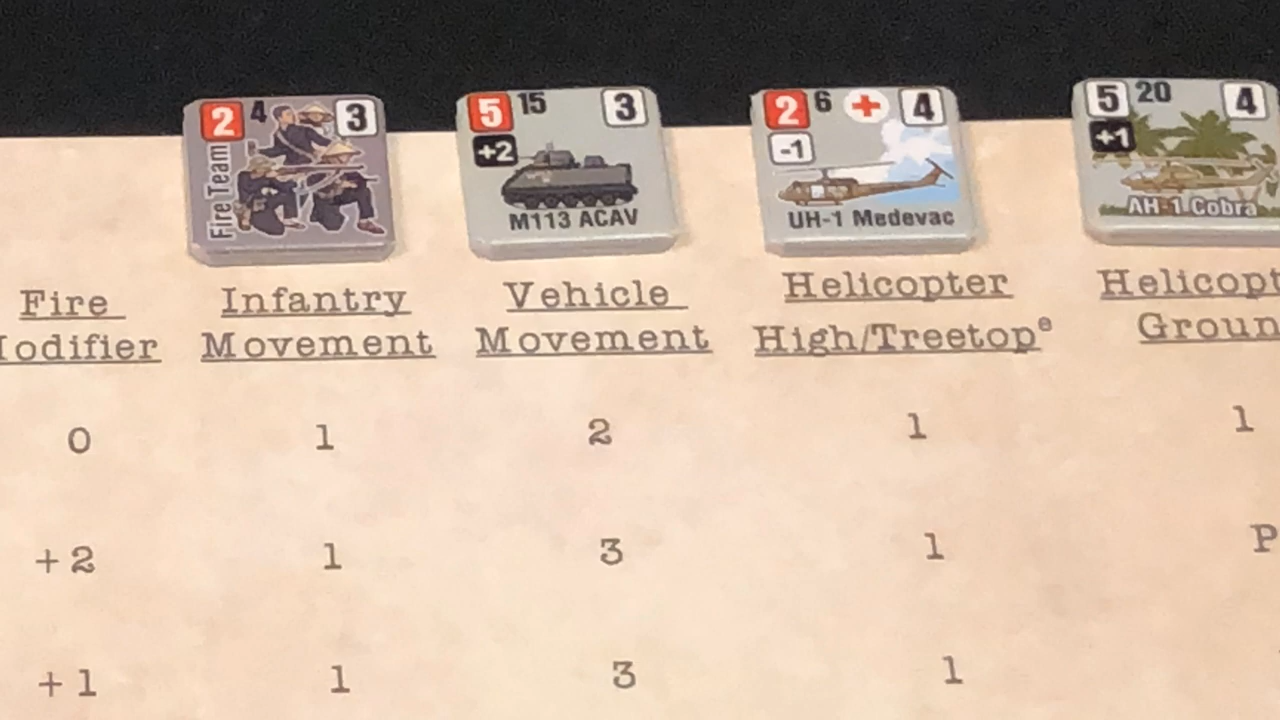 2 4 3
Fire Team
5 15 3
+2
M113 ACAV
2 6 4
-1
UH-1 Medevac
5 20 4
+1
AH-1 Cobra
Fire
Modifier
Infantry
Movement
Vehicle
Movement
Helicopter
High/Treetopᵉ
Helicopt
Groun
0 1 2 1 1
+2 1 3 1 P
+1 1 3 1